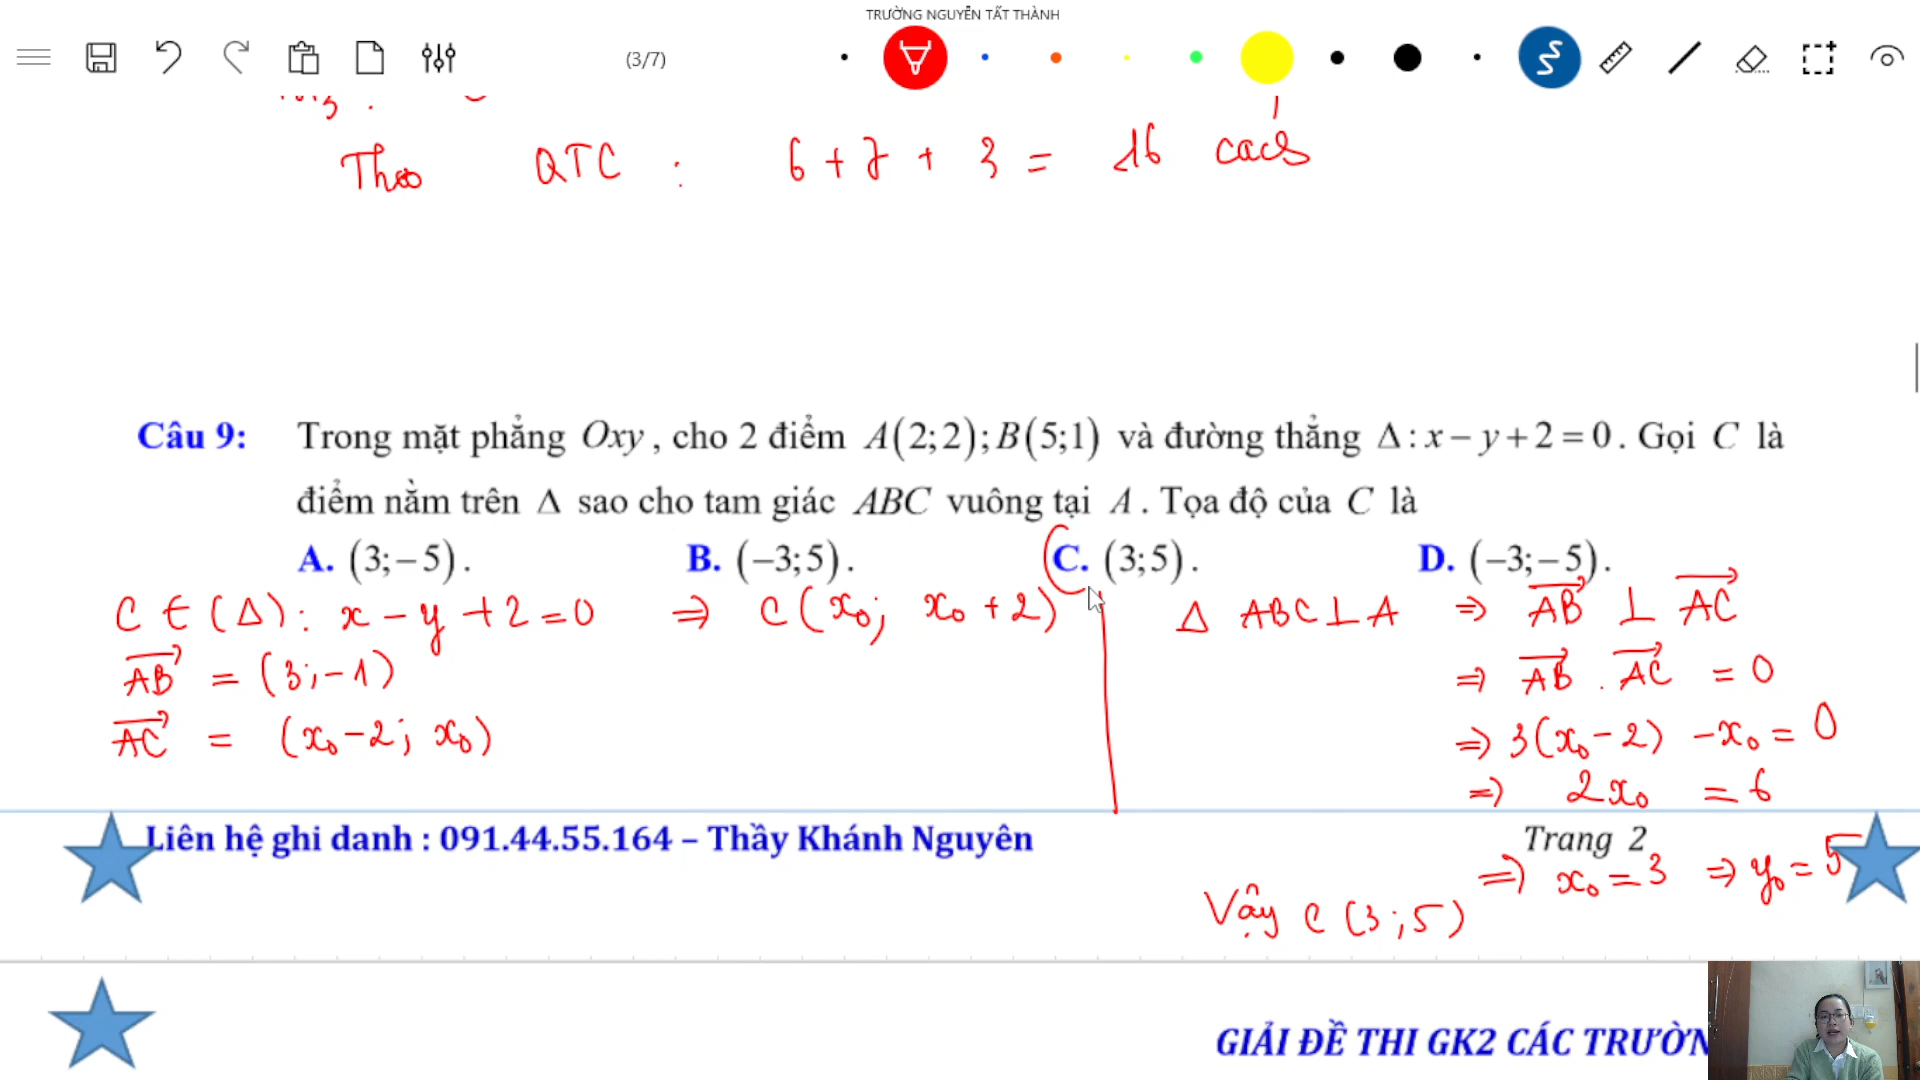 TRƯỜNG NGUYỄN TẤT THÀNH
(3/7)
Theo QTC : 6 + 7 + 3 = 16 cách
Câu 9: Trong mặt phẳng Oxy, cho 2 điểm A(2;2); B(5;1) và đường thẳng Δ: x − y + 2 = 0. Gọi C là
điểm nằm trên Δ sao cho tam giác ABC vuông tại A. Tọa độ của C là
A. (3;−5). B. (−3;5). C. (3;5). D. (−3;−5).
C ∈ (Δ): x − y + 2 = 0 ⇒ C(x₀; x₀ + 2)
AB→ = (3; −1)
AC→ = (x₀ − 2; x₀)
Δ ABC ⊥ A ⇒ AB→ ⊥ AC→
⇒ AB→ . AC→ = 0
⇒ 3(x₀ − 2) − x₀ = 0
⇒ 2x₀ = 6
⇒ x₀ = 3 ⇒ y₀ = 5
Vậy C (3; 5)
Liên hệ ghi danh : 091.44.55.164 – Thầy Khánh Nguyên
Trang 2
GIẢI ĐỀ THI GK2 CÁC TRƯỜN